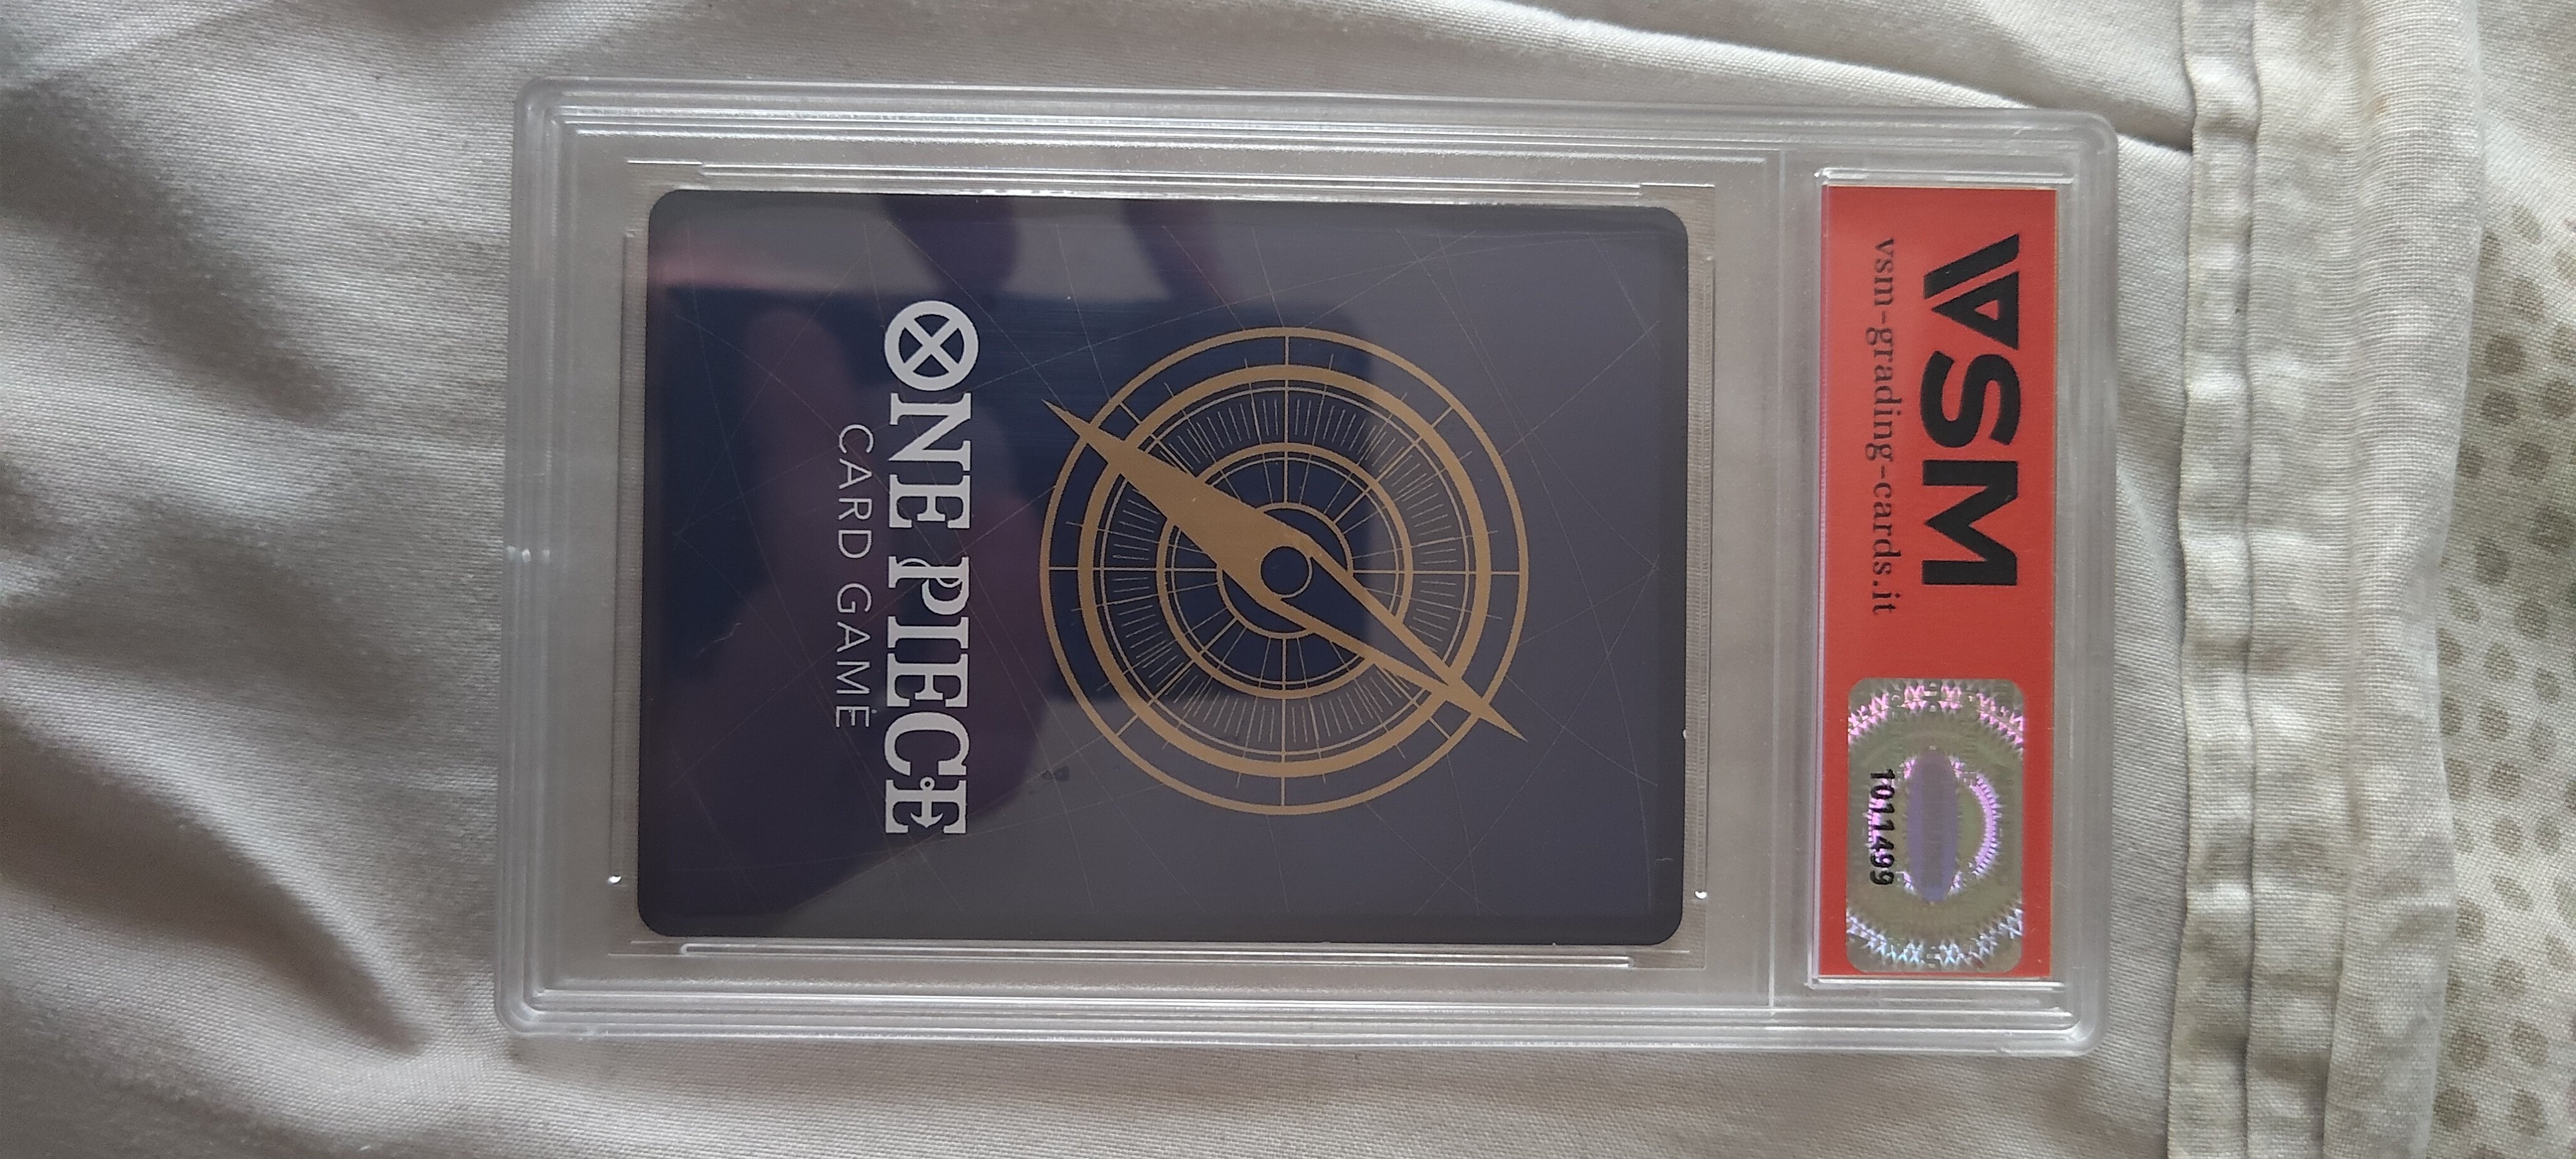 VSM
vsm-grading-cards.it
1011499
ONE PIECE
CARD GAME